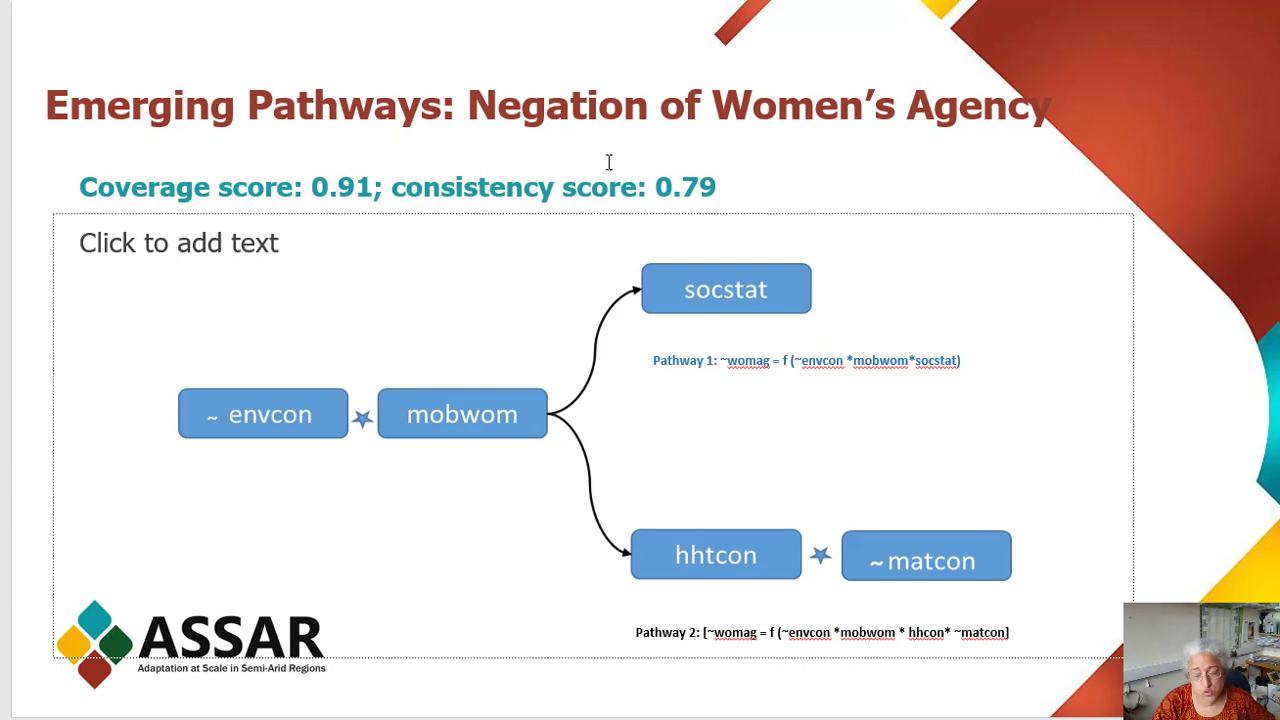 Emerging Pathways: Negation of Women's Agency
Coverage score: 0.91; consistency score: 0.79
Click to add text
socstat
Pathway 1: ~womag = f (~envcon *mobwom*socstat)
~ envcon
mobwom
hhtcon
~matcon
Pathway 2: [~womag = f (~envcon *mobwom * hhcon* ~matcon]
ASSAR
Adaptation at Scale in Semi-Arid Regions